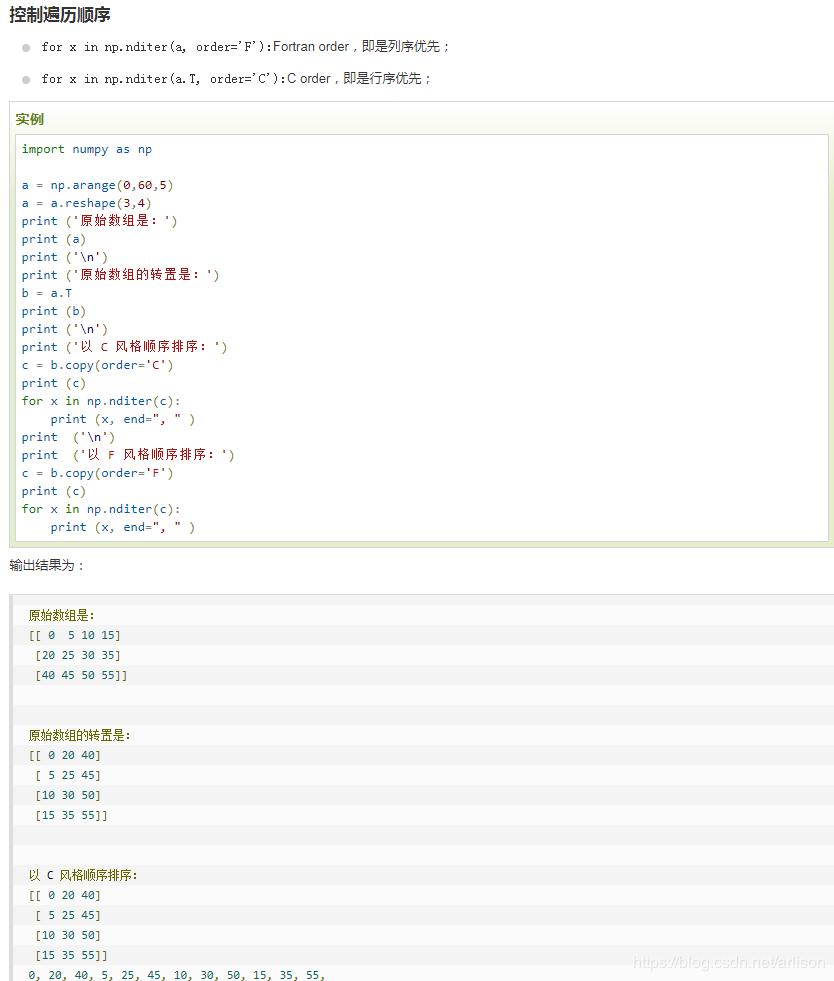 控制遍历顺序
for x in np.nditer(a, order='F'):Fortran order，即是列序优先；
for x in np.nditer(a.T, order='C'):C order，即是行序优先；
实例
import numpy as np
a = np.arange(0,60,5)
a = a.reshape(3,4)
print ('原始数组是：')
print (a)
print ('\n')
print ('原始数组的转置是：')
b = a.T
print (b)
print ('\n')
print ('以 C 风格顺序排序：')
c = b.copy(order='C')
print (c)
for x in np.nditer(c):
    print (x, end=", " )
print  ('\n')
print  ('以 F 风格顺序排序：')
c = b.copy(order='F')
print (c)
for x in np.nditer(c):
    print (x, end=", " )
输出结果为：
原始数组是：
[[ 0  5 10 15]
 [20 25 30 35]
 [40 45 50 55]]
原始数组的转置是：
[[ 0 20 40]
 [ 5 25 45]
 [10 30 50]
 [15 35 55]]
以 C 风格顺序排序：
[[ 0 20 40]
 [ 5 25 45]
 [10 30 50]
 [15 35 55]]
0, 20, 40, 5, 25, 45, 10, 30, 50, 15, 35, 55,
https://blog.csdn.net/arlison